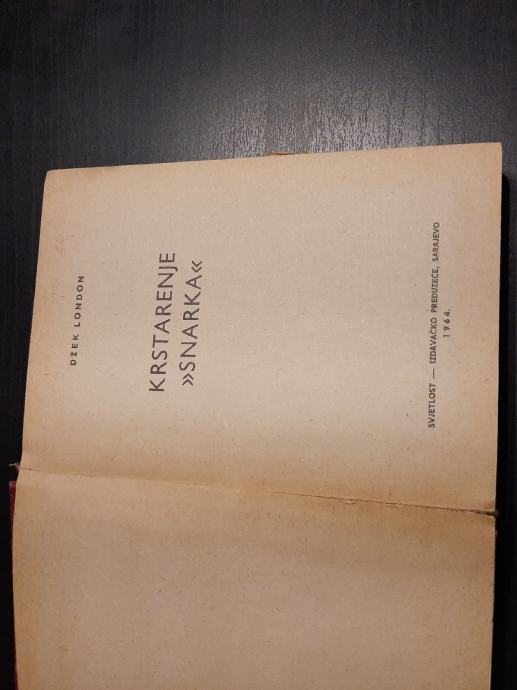 DŽEK LONDON
KRSTARENJE
»SNARKA«
SVJETLOST — IZDAVAČKO PREDUZEĆE, SARAJEVO
1964.